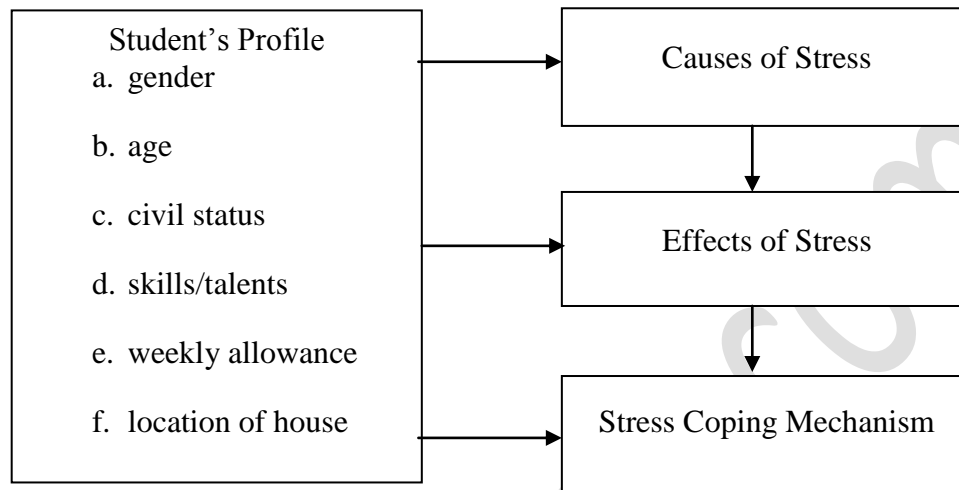 Student’s Profile
a. gender
b. age
c. civil status
d. skills/talents
e. weekly allowance
f. location of house
Causes of Stress
Effects of Stress
Stress Coping Mechanism